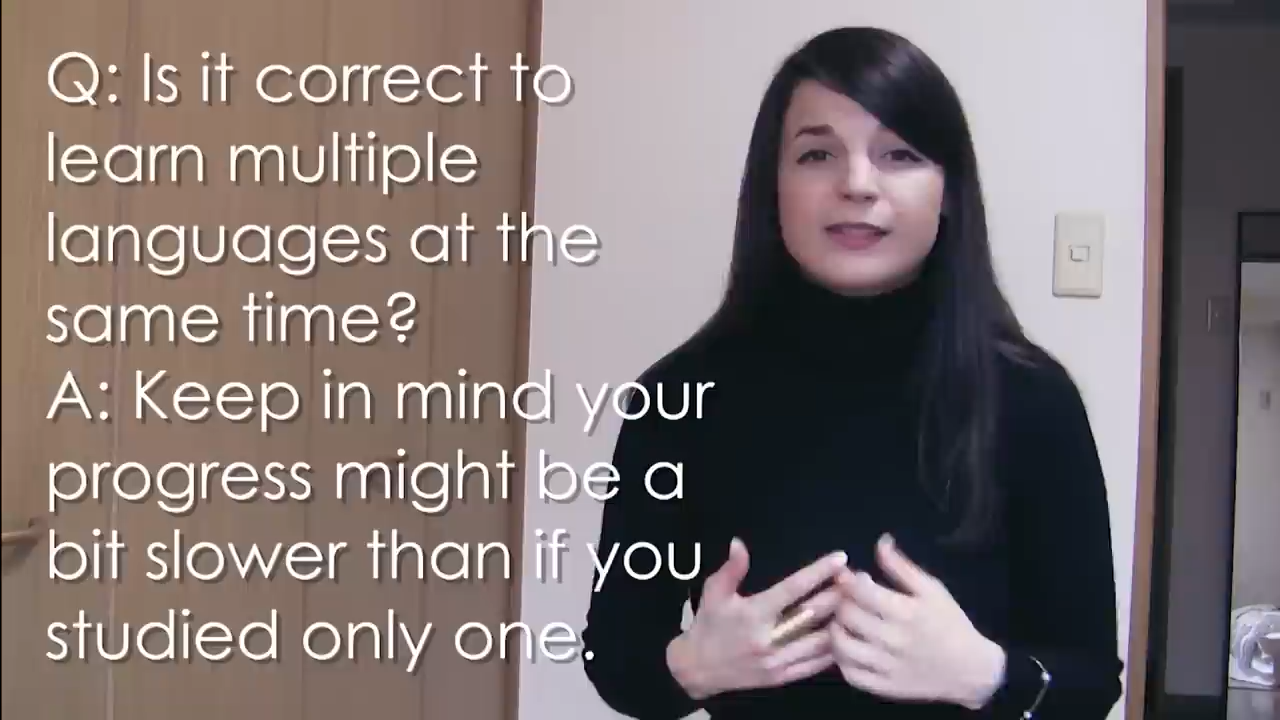 Q: Is it correct to
learn multiple
languages at the
same time?
A: Keep in mind your
progress might be a
bit slower than if you
studied only one.